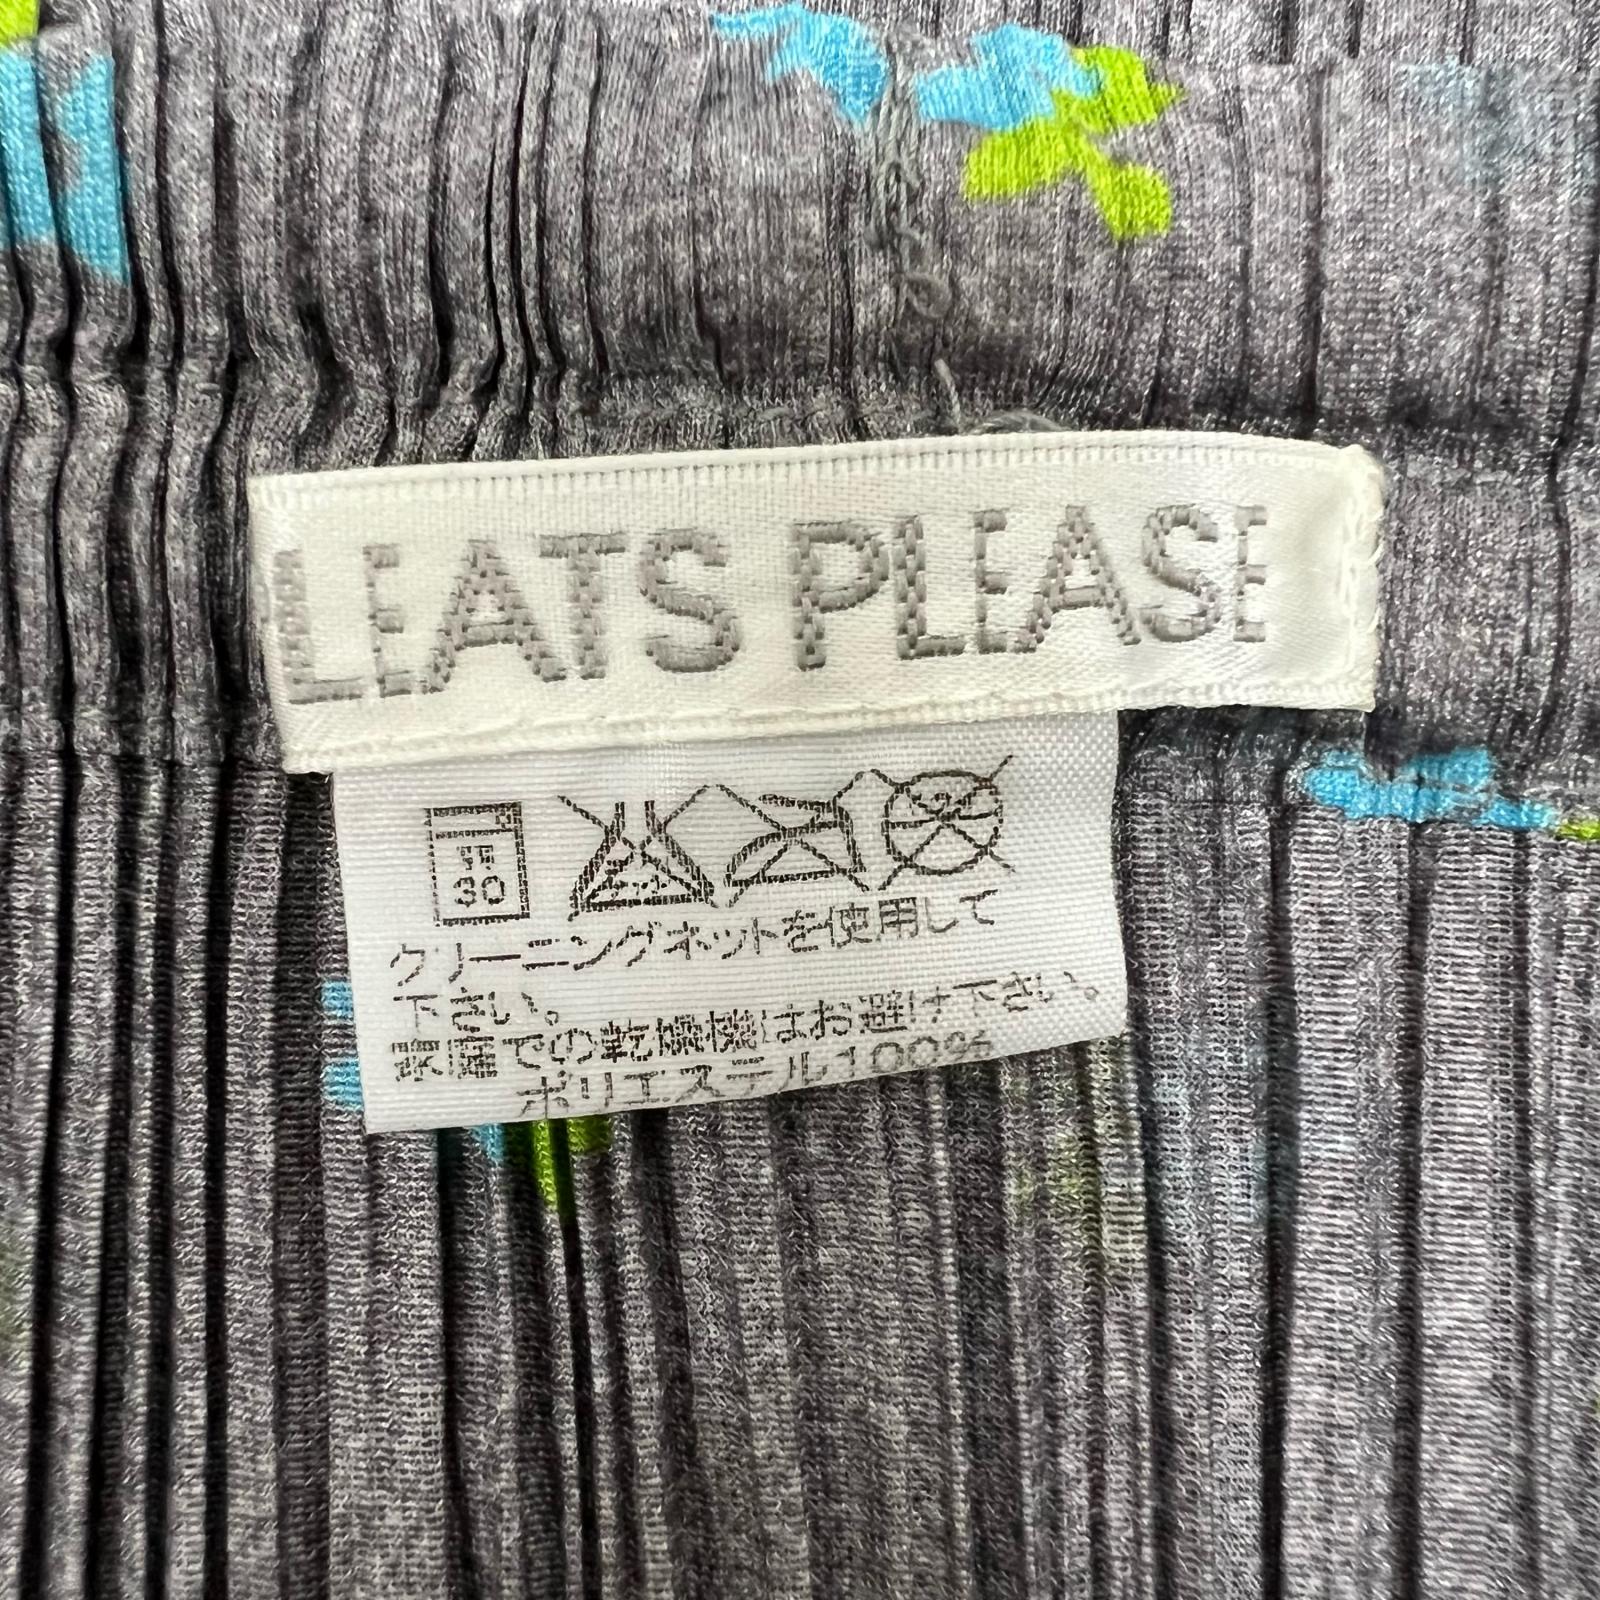 LEATS PLEASE
30
クリーニングネットを使用して
下さい。
家庭での乾燥機はお避け下さい。
ポリエステル100%